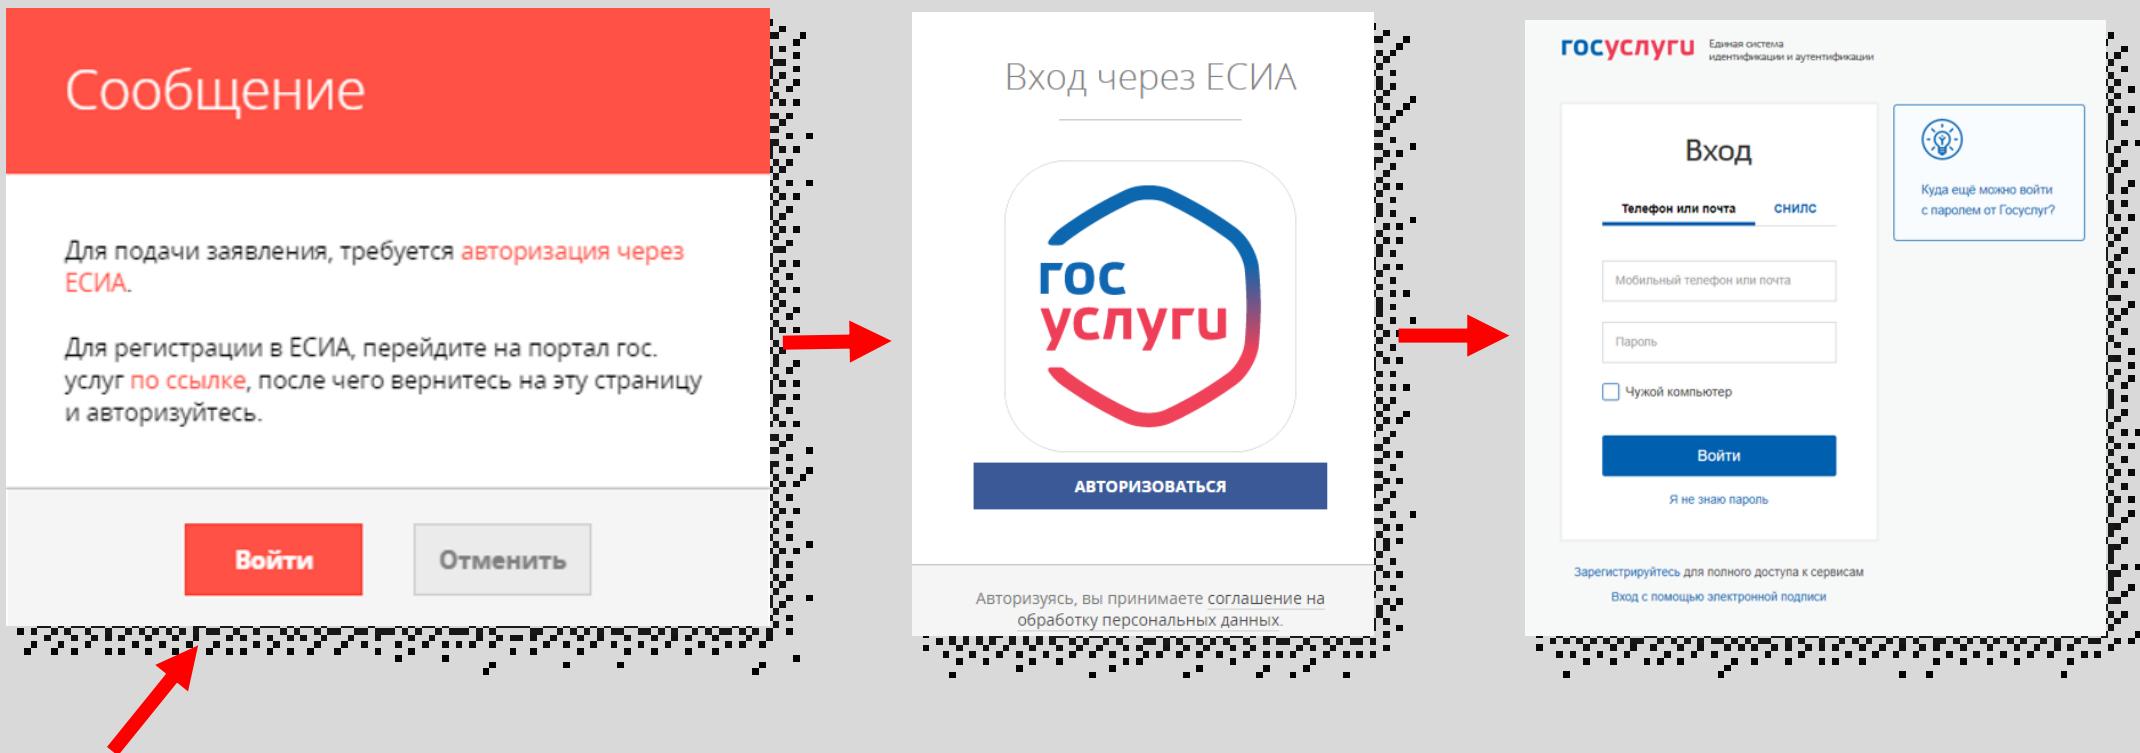 Сообщение
Для подачи заявления, требуется авторизация через
ЕСИА.
Для регистрации в ЕСИА, перейдите на портал гос.
услуг по ссылке, после чего вернитесь на эту страницу
и авторизуйтесь.
Войти
Отменить
Вход через ЕСИА
гос
услуги
АВТОРИЗОВАТЬСЯ
Авторизуясь, вы принимаете соглашение на
обработку персональных данных.
госуслуги
Единая система
идентификации и аутентификации
Вход
Телефон или почта
СНИЛС
Мобильный телефон или почта
Пароль
Чужой компьютер
Войти
Я не знаю пароль
Зарегистрируйтесь для полного доступа к сервисам
Вход с помощью электронной подписи
Куда ещё можно войти
с паролем от Госуслуг?